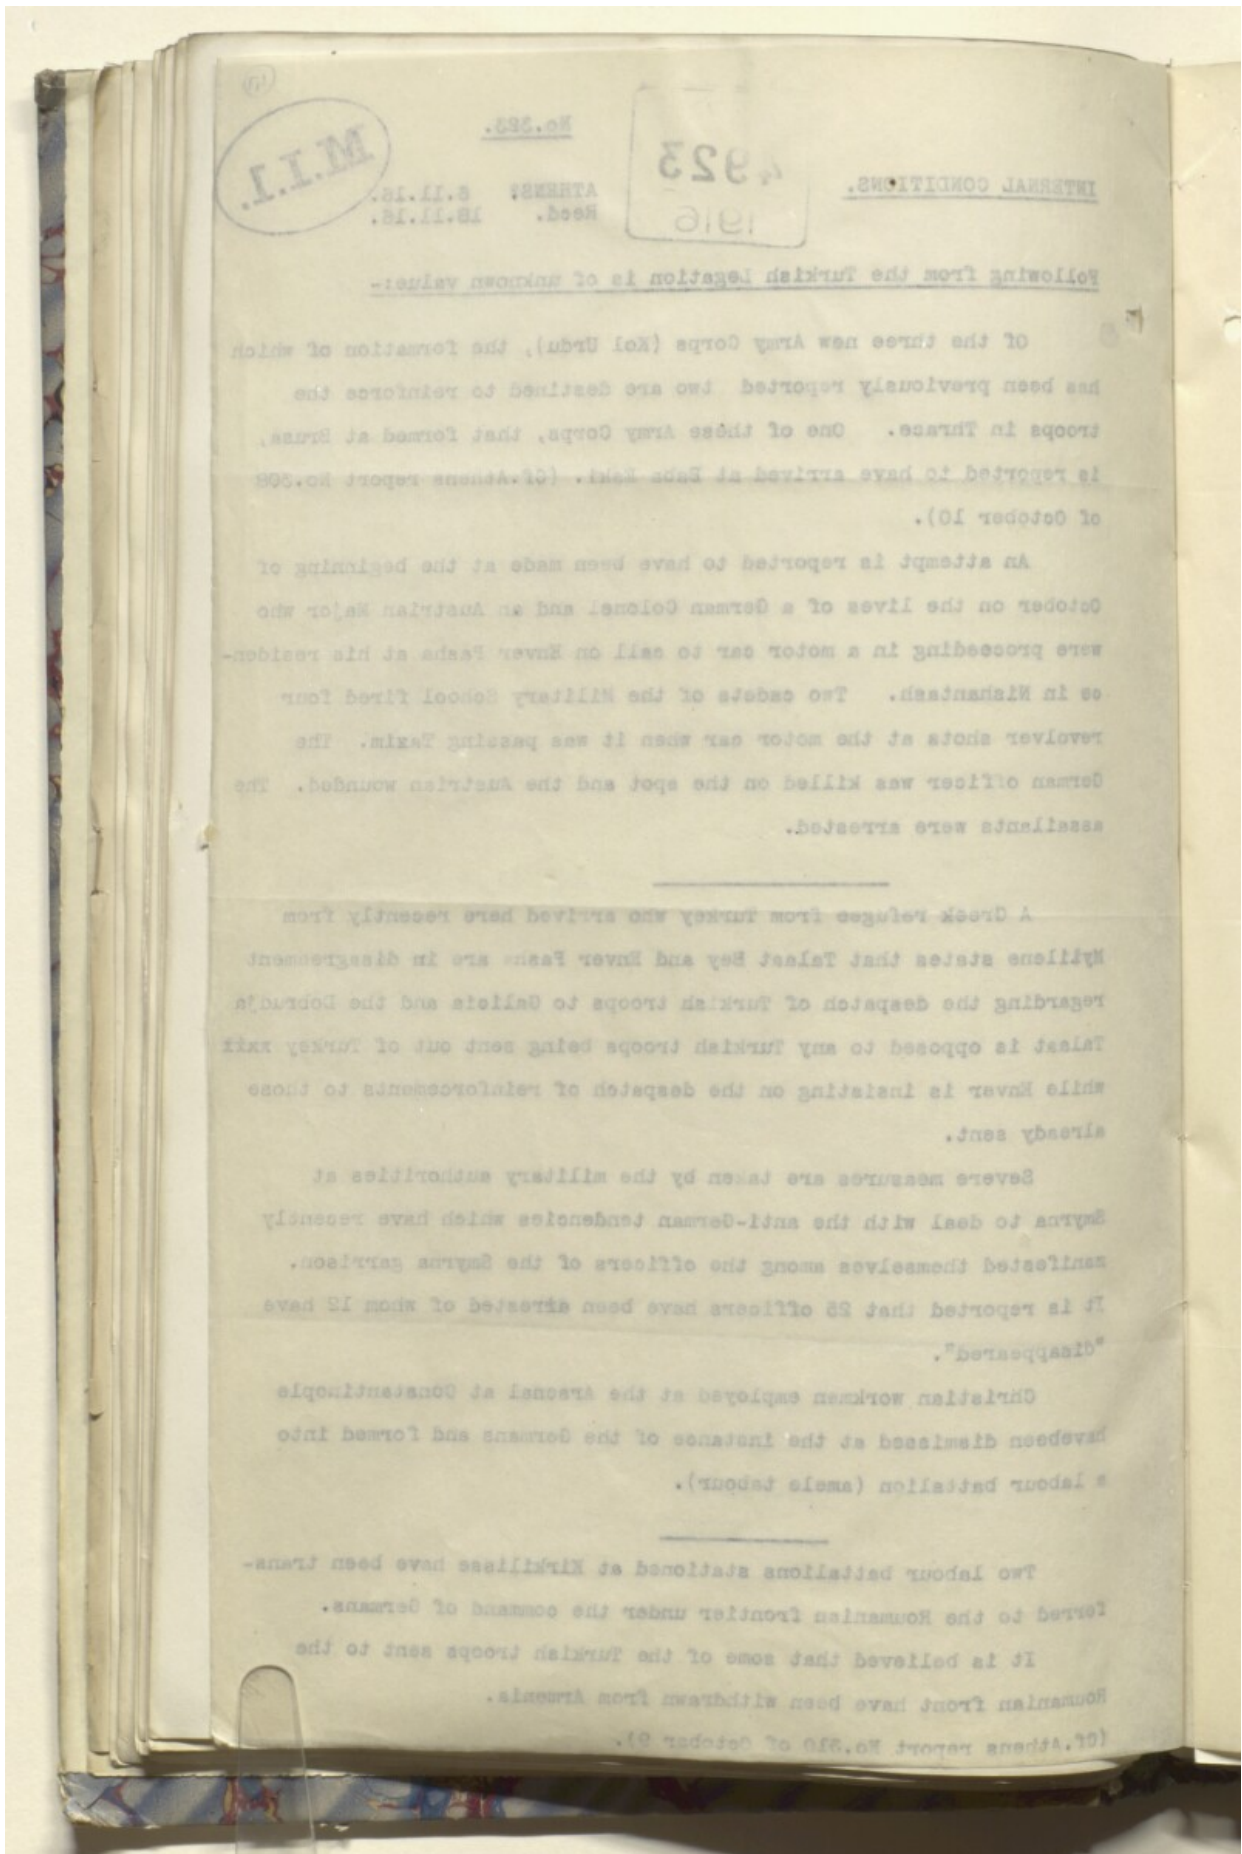 No.323.
M.I.1.
4923
1916
INTERNAL CONDITIONS.
ATHENS: 6.11.16.
Recd. 18.11.16.
Following from the Turkish Legation is of unknown value:-
Of the three new Army Corps (Kol Urdu), the formation of which
has been previously reported two are destined to reinforce the
troops in Thrace. One of these Army Corps, that formed at Brusa,
is reported to have arrived at Baba Eski. (Cf.Athens report No.308
of October 10).
An attempt is reported to have been made at the beginning of
October on the lives of a German Colonel and an Austrian Major who
were proceeding in a motor car to call on Enver Pasha at his residen-
ce in Nishantash. Two cadets of the Military School fired four
revolver shots at the motor car when it was passing Taxim. The
German officer was killed on the spot and the Austrian wounded. The
assailants were arrested.
A Greek refugee from Turkey who arrived here recently from
Mytilene states that Talaat Bey and Enver Pasha are in disagreement
regarding the despatch of Turkish troops to Galicia and the Dobrudja
Talaat is opposed to any Turkish troops being sent out of Turkey xxix
while Enver is insisting on the despatch of reinforcements to those
already sent.
Severe measures are taken by the military authorities at
Smyrna to deal with the anti-German tendencies which have recently
manifested themselves among the officers of the Smyrna garrison.
It is reported that 25 officers have been arrested of whom 12 have
"disappeared".
Christian workmen employed at the Arsenal at Constantinople
havebeen dismissed at the instance of the Germans and formed into
a labour battalion (amele tabour).
Two labour battalions stationed at Kirkilisse have been trans-
ferred to the Roumanian frontier under the command of Germans.
It is believed that some of the Turkish troops sent to the
Roumanian front have been withdrawn from Armenia.
(Cf.Athens report No.310 of October 9).